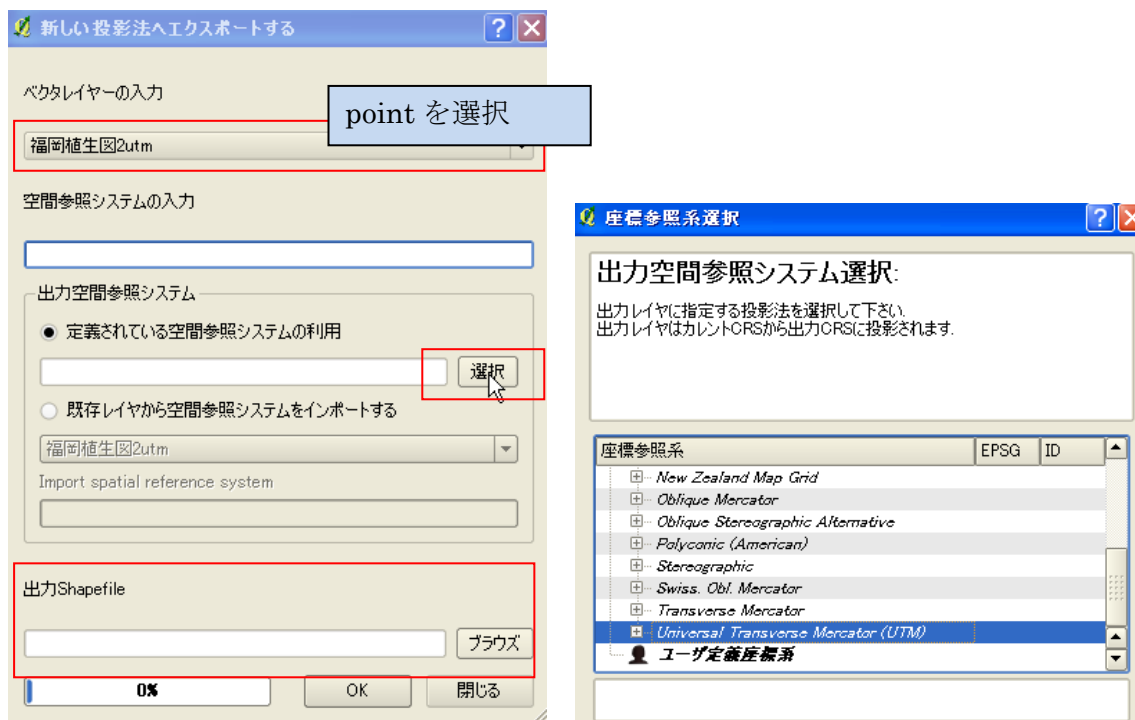 新しい投影法へエクスポートする
ベクタレイヤーの入力
point を選択
福岡植生図2utm
空間参照システムの入力
出力空間参照システム
定義されている空間参照システムの利用
選択
既存レイヤから空間参照システムをインポートする
福岡植生図2utm
Import spatial reference system
出力Shapefile
ブラウズ
0%
OK
閉じる
座標参照系選択
出力空間参照システム選択:
出力レイヤに指定する投影法を選択して下さい.
出力レイヤはカレントCRSから出力CRSに投影されます.
座標参照系 EPSG ID
New Zealand Map Grid
Oblique Mercator
Oblique Stereographic Alternative
Polyconic (American)
Stereographic
Swiss. Obl. Mercator
Transverse Mercator
Universal Transverse Mercator (UTM)
ユーザ定義座標系